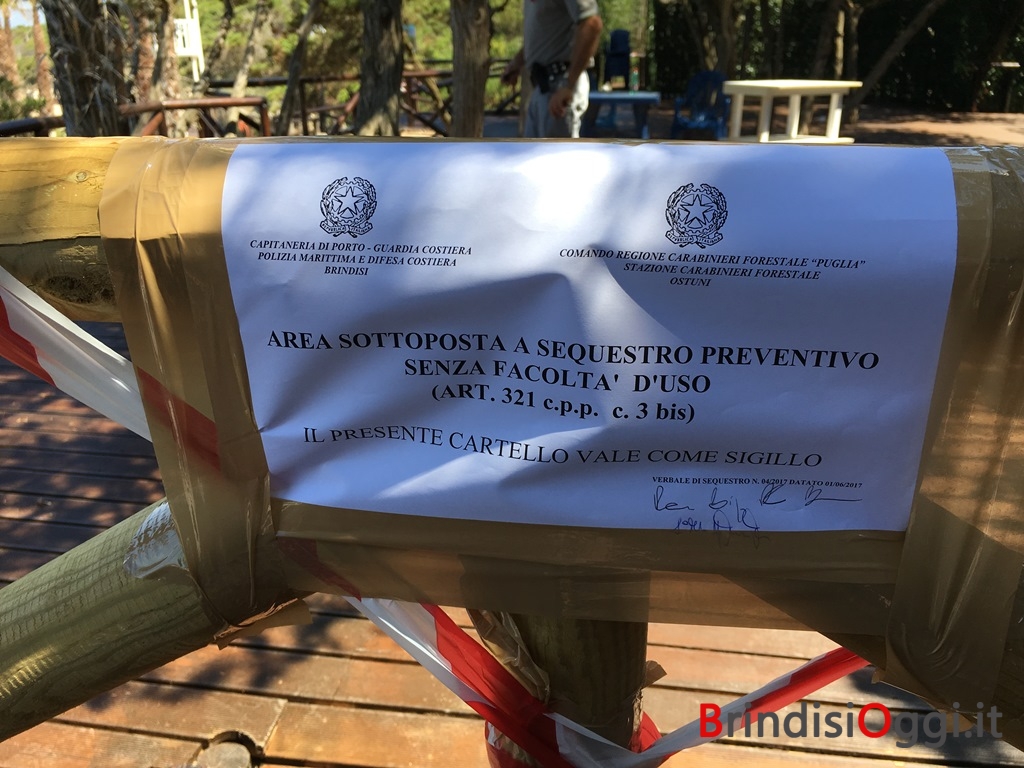 CAPITANERIA DI PORTO - GUARDIA COSTIERA
POLIZIA MARITTIMA E DIFESA COSTIERA
BRINDISI
COMANDO REGIONE CARABINIERI FORESTALE "PUGLIA"
STAZIONE CARABINIERI FORESTALE
OSTUNI
AREA SOTTOPOSTA A SEQUESTRO PREVENTIVO
SENZA FACOLTA' D'USO
(ART. 321 c.p.p. c. 3 bis)
IL PRESENTE CARTELLO VALE COME SIGILLO
VERBALE DI SEQUESTRO N. 04/2017 DATATO 01/06/2017
BrindisiOggi.it